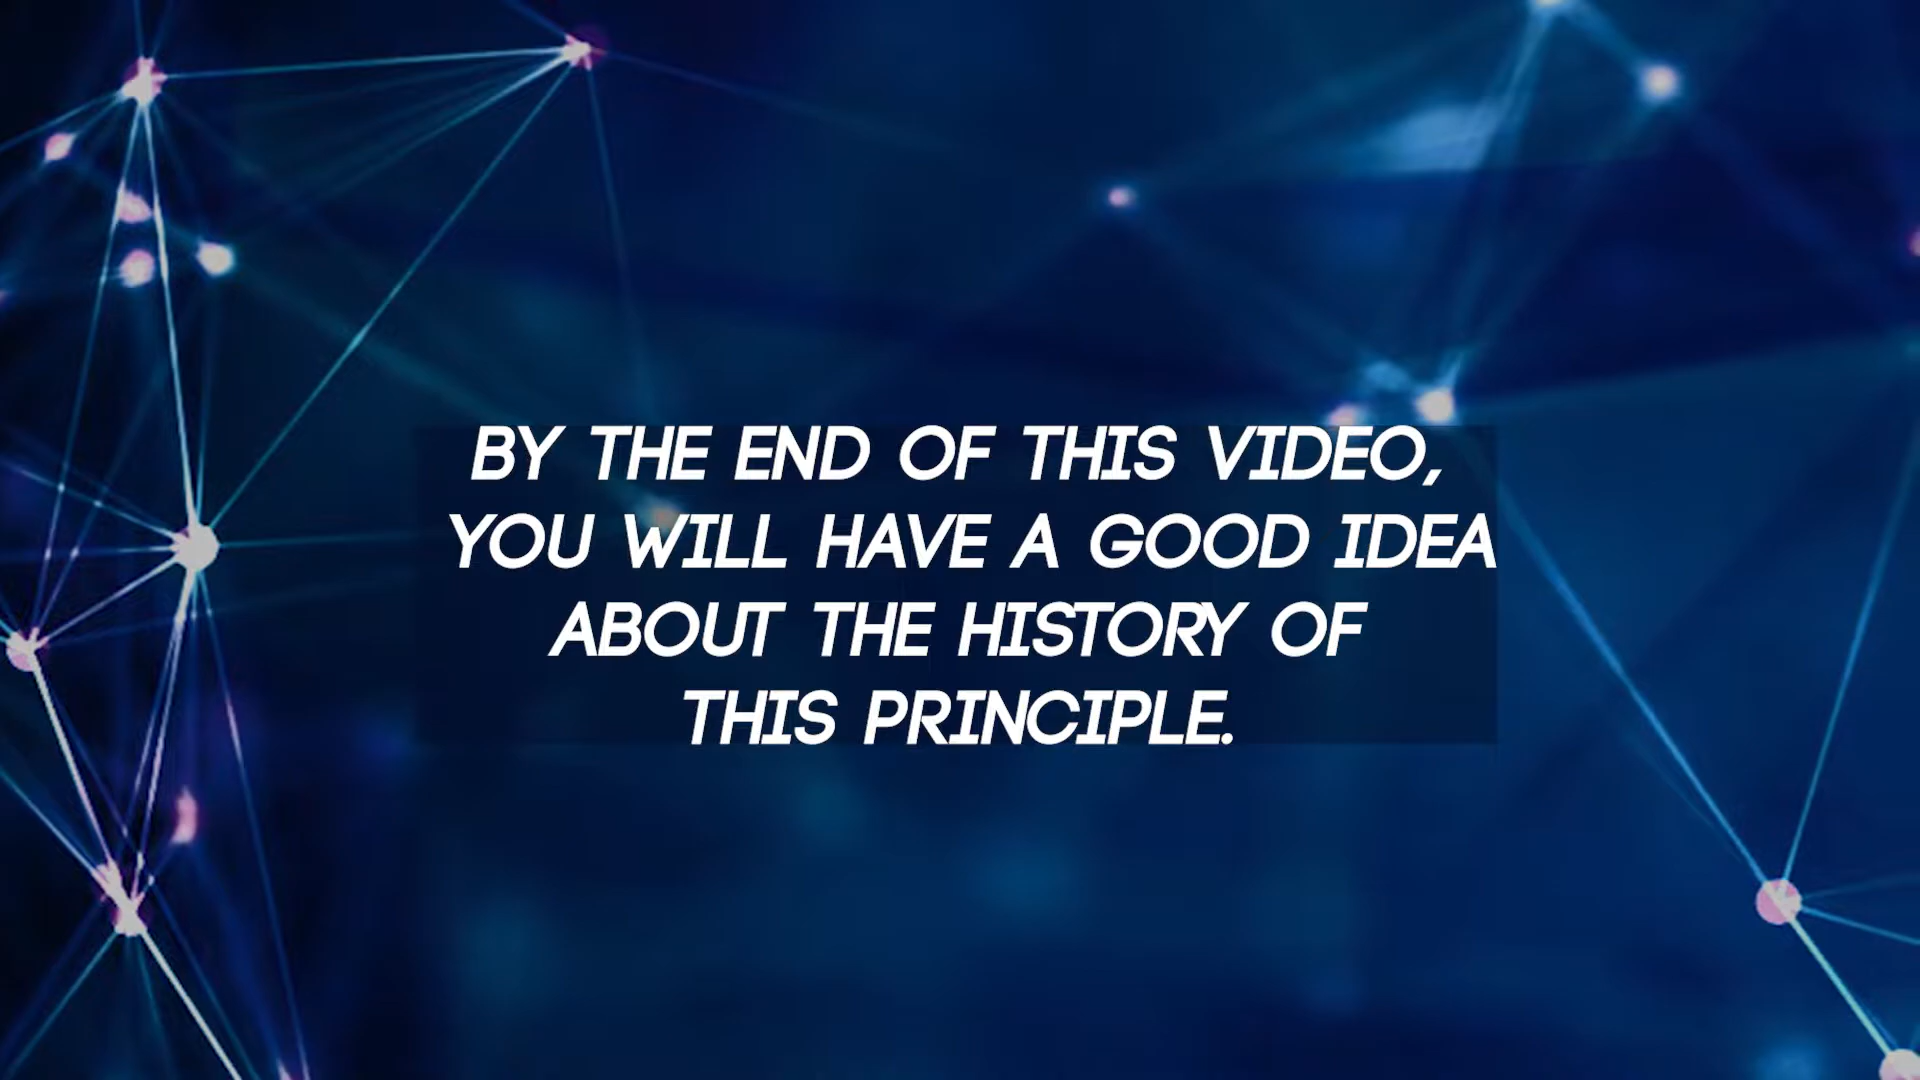 BY THE END OF THIS VIDEO,
YOU WILL HAVE A GOOD IDEA
ABOUT THE HISTORY OF
THIS PRINCIPLE.